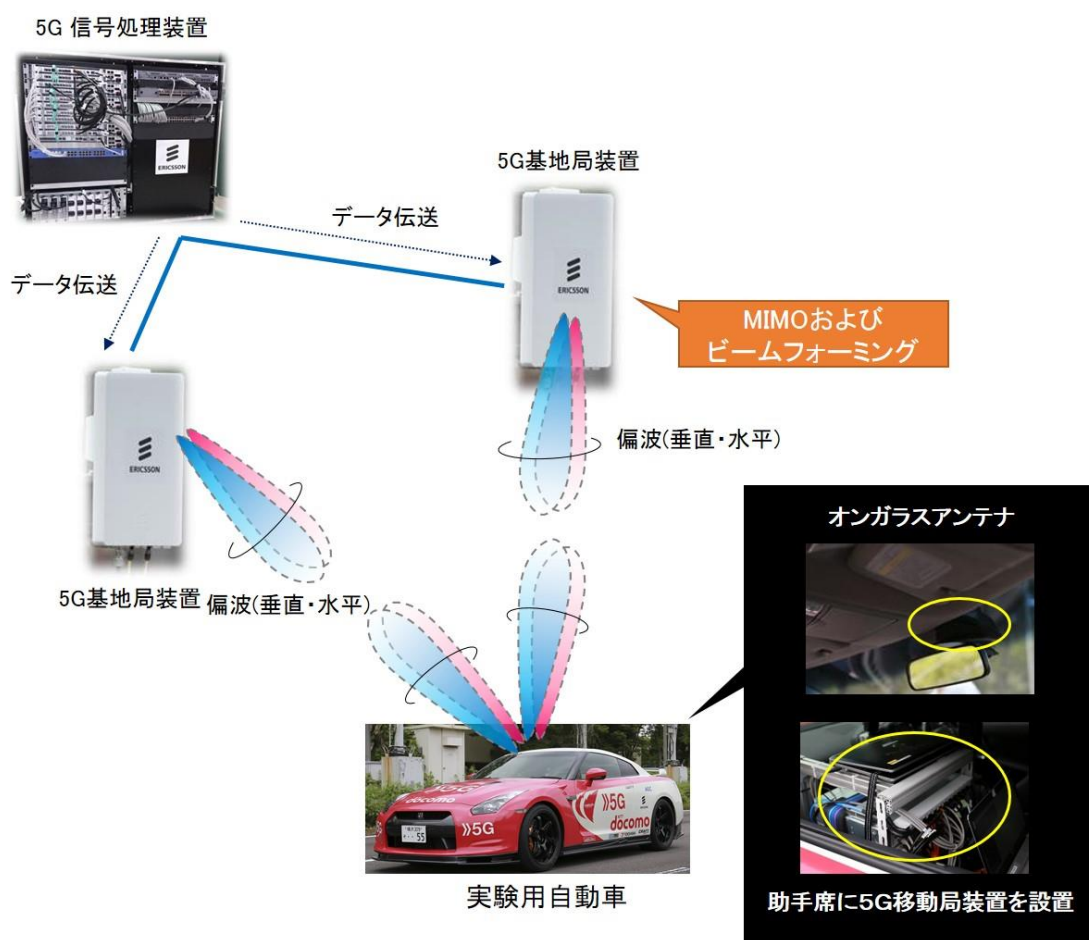 5G 信号処理装置
ERICSSON
5G基地局装置
データ伝送
ERICSSON
データ伝送
MIMOおよび
ビームフォーミング
偏波(垂直・水平)
ERICSSON
オンガラスアンテナ
5G基地局装置
偏波(垂直・水平)
5G
docomo
》5G
》5G
docomo
55
実験用自動車
助手席に5G移動局装置を設置